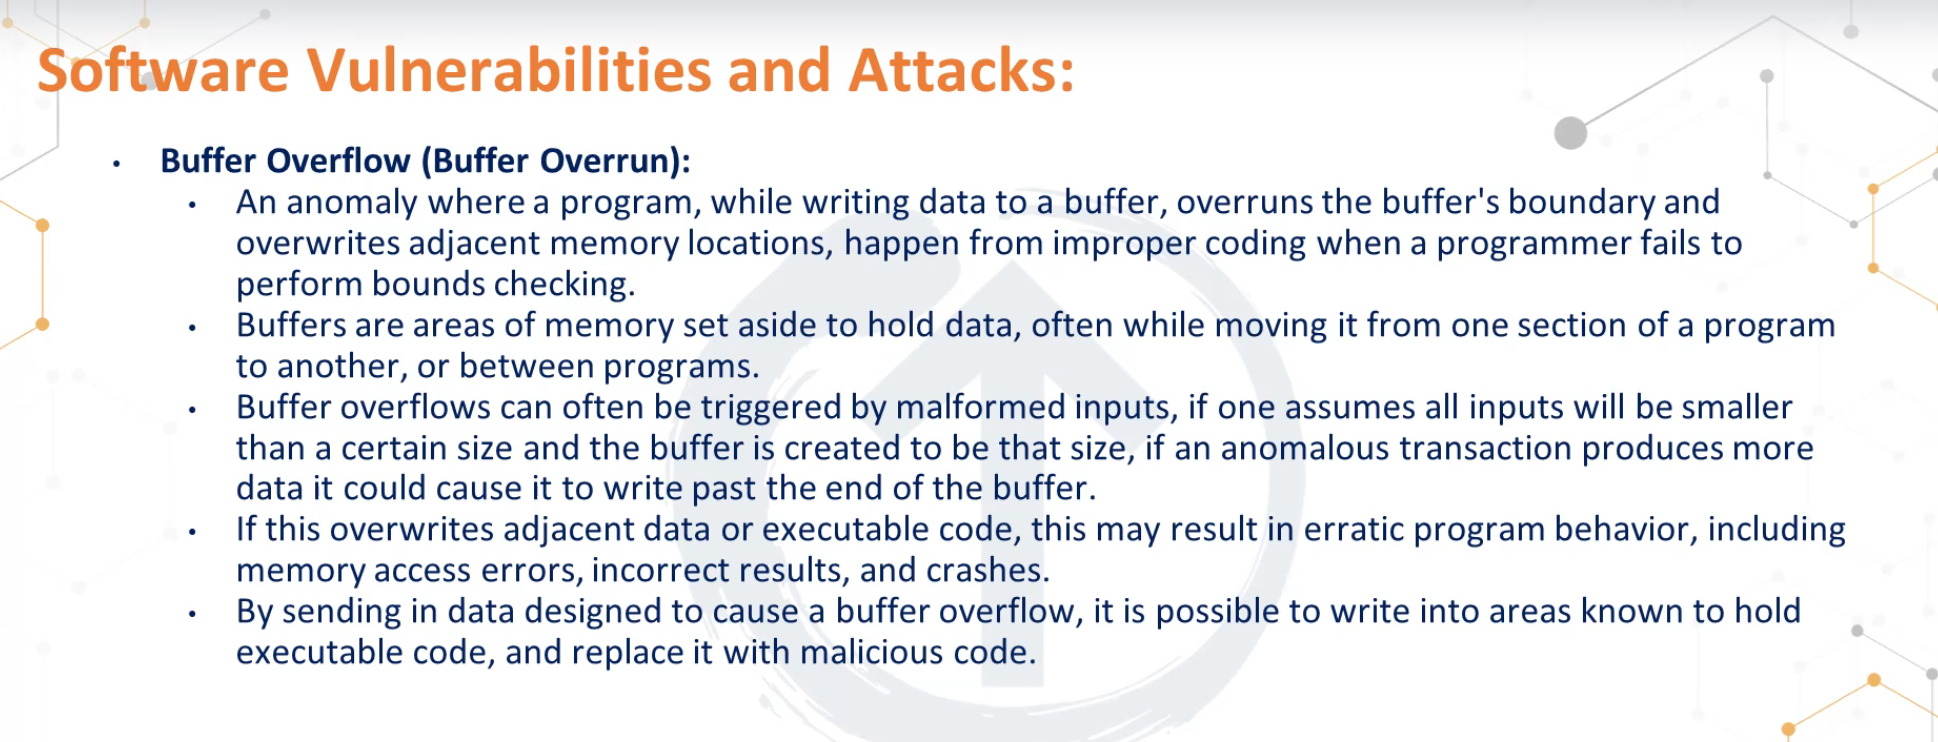 Software Vulnerabilities and Attacks:
• Buffer Overflow (Buffer Overrun):
• An anomaly where a program, while writing data to a buffer, overruns the buffer's boundary and
overwrites adjacent memory locations, happen from improper coding when a programmer fails to
perform bounds checking.
• Buffers are areas of memory set aside to hold data, often while moving it from one section of a program
to another, or between programs.
• Buffer overflows can often be triggered by malformed inputs, if one assumes all inputs will be smaller
than a certain size and the buffer is created to be that size, if an anomalous transaction produces more
data it could cause it to write past the end of the buffer.
• If this overwrites adjacent data or executable code, this may result in erratic program behavior, including
memory access errors, incorrect results, and crashes.
• By sending in data designed to cause a buffer overflow, it is possible to write into areas known to hold
executable code, and replace it with malicious code.